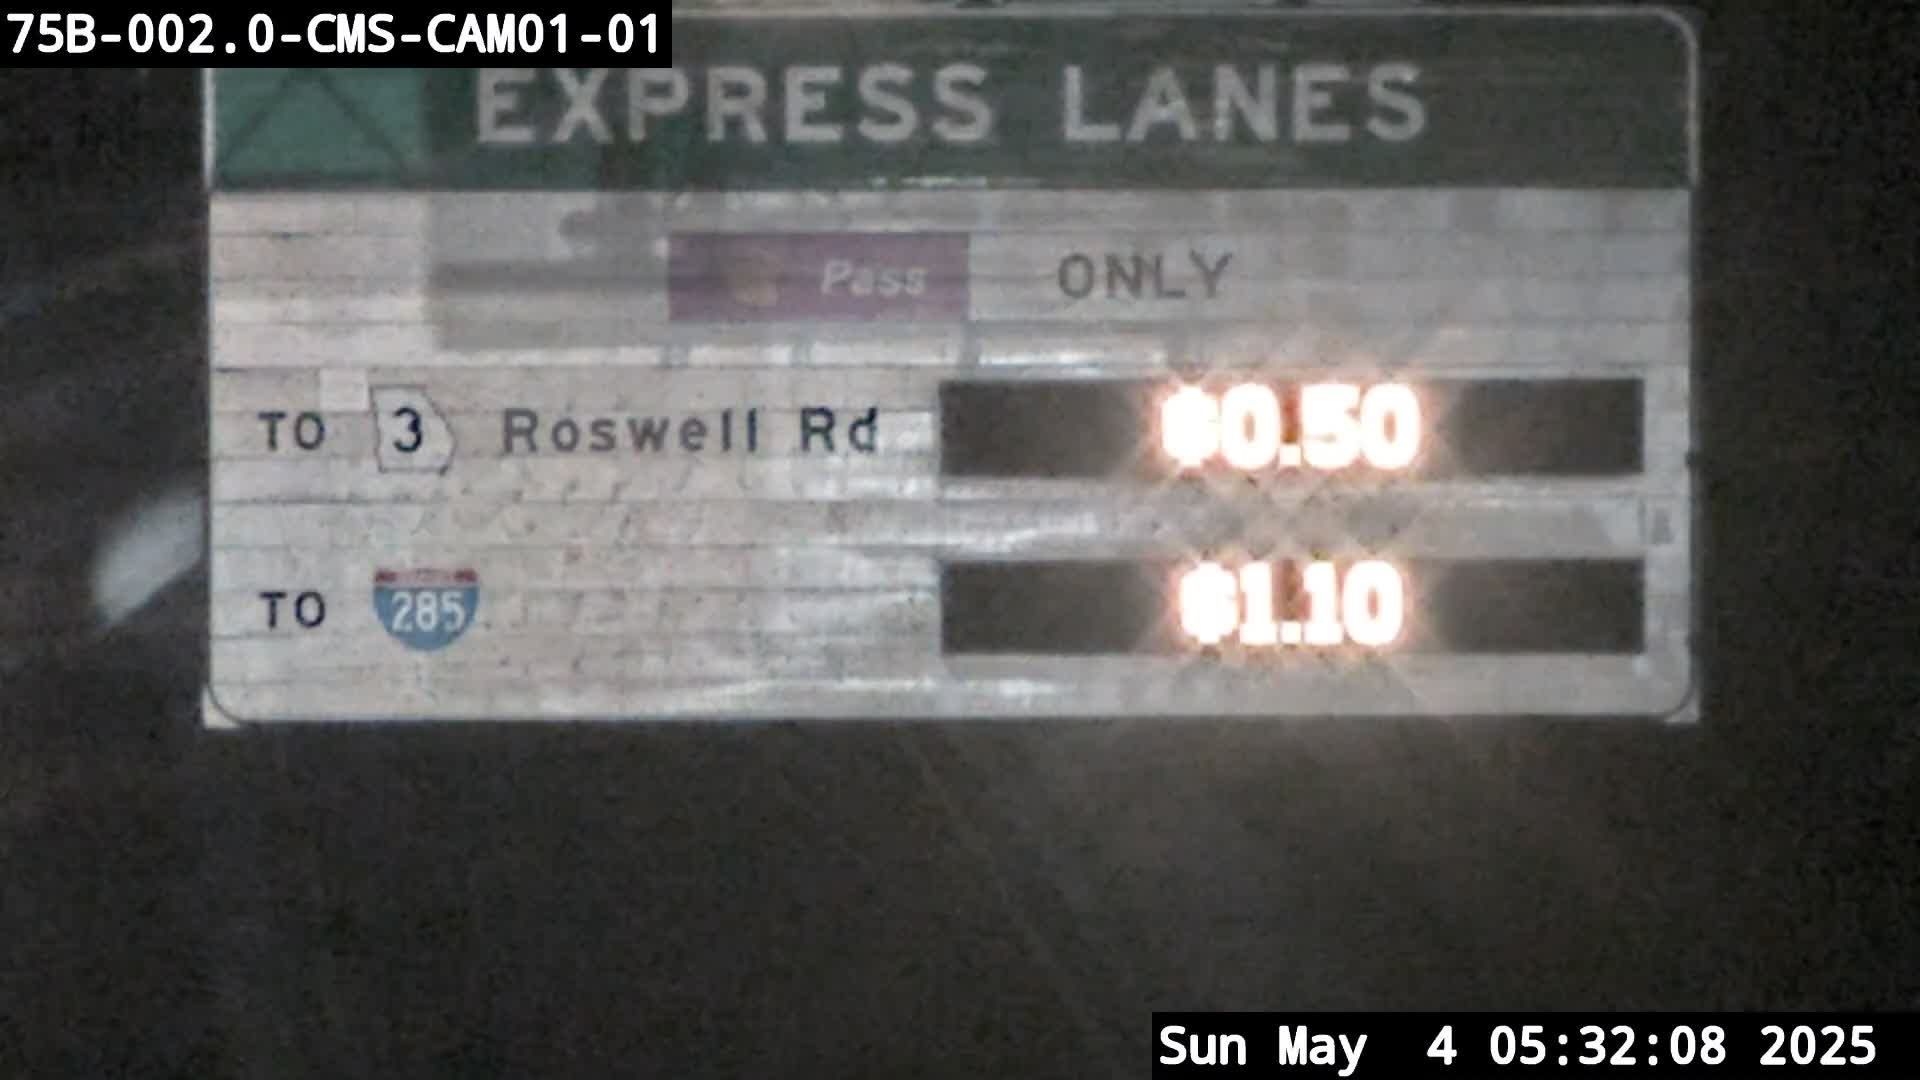 75B-002.0-CMS-CAM01-01
EXPRESS LANES
Pass ONLY
TO 3 Roswell Rd $0.50
TO 285 $1.10
Sun May 4 05:32:08 2025